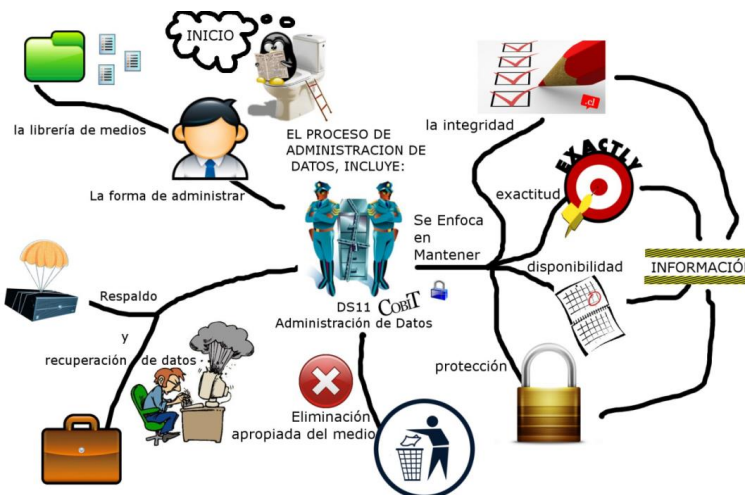 INICIO
EL PROCESO DE
ADMINISTRACION DE
DATOS, INCLUYE:
la librería de medios
La forma de administrar
Respaldo
y
recuperación de datos
Eliminación
apropiada del medio
DS11 COBIT
Administración de Datos
Se Enfoca
en
Mantener
la integridad
.cl
EXACTLY
exactitud
disponibilidad
protección
INFORMACIÓN